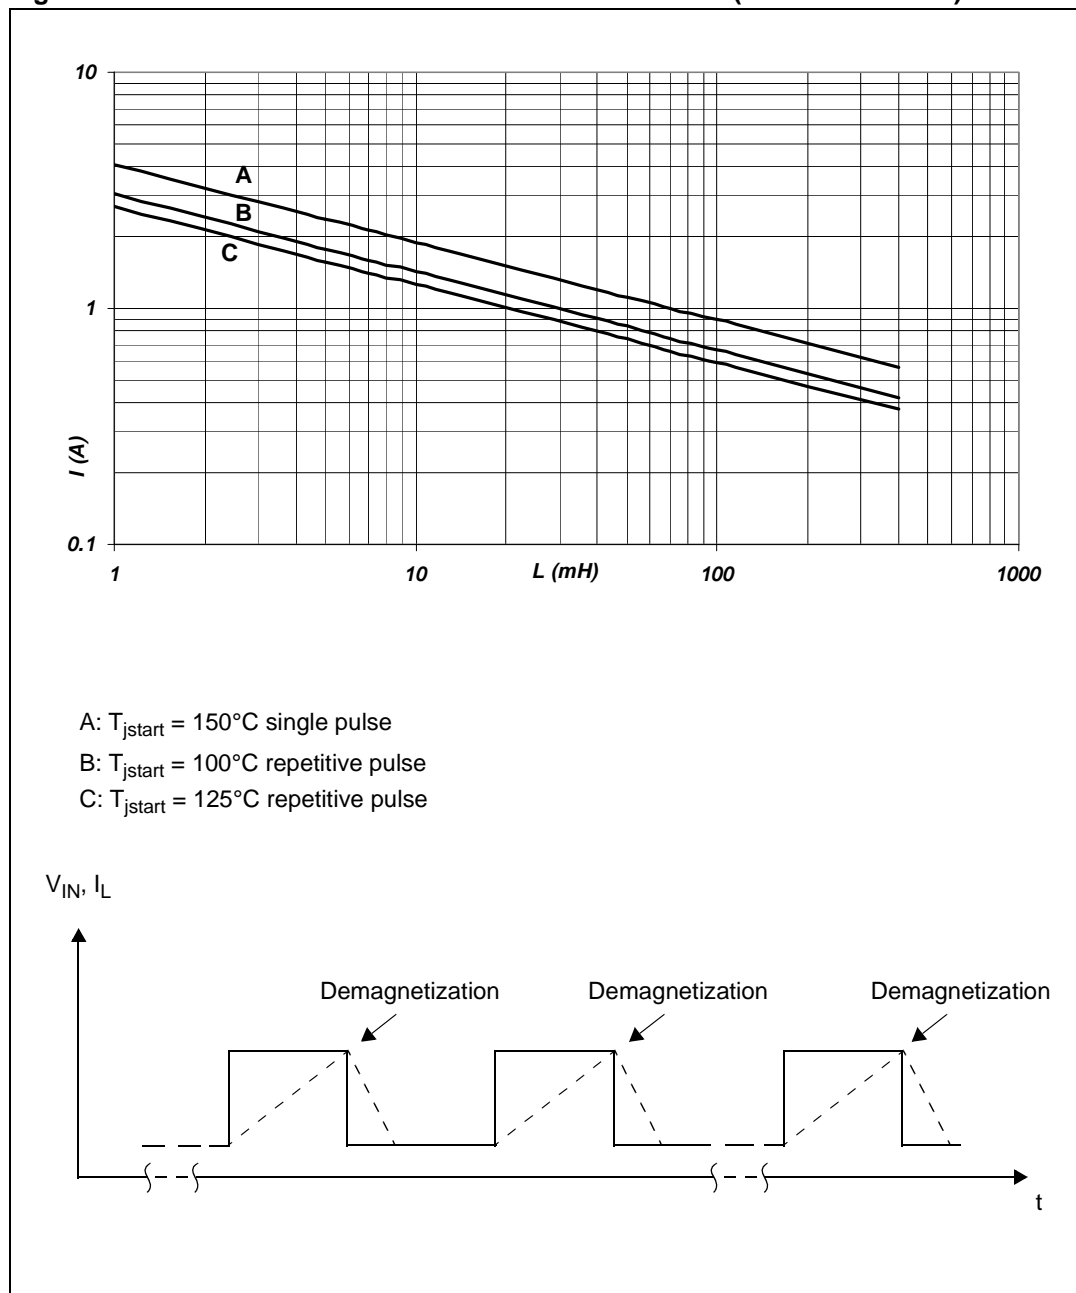 10
A
B
C
1
I (A)
0.1
1
10
L (mH)
100
1000
A: Tjstart = 150°C single pulse
B: Tjstart = 100°C repetitive pulse
C: Tjstart = 125°C repetitive pulse
VIN, IL
Demagnetization
Demagnetization
Demagnetization
t